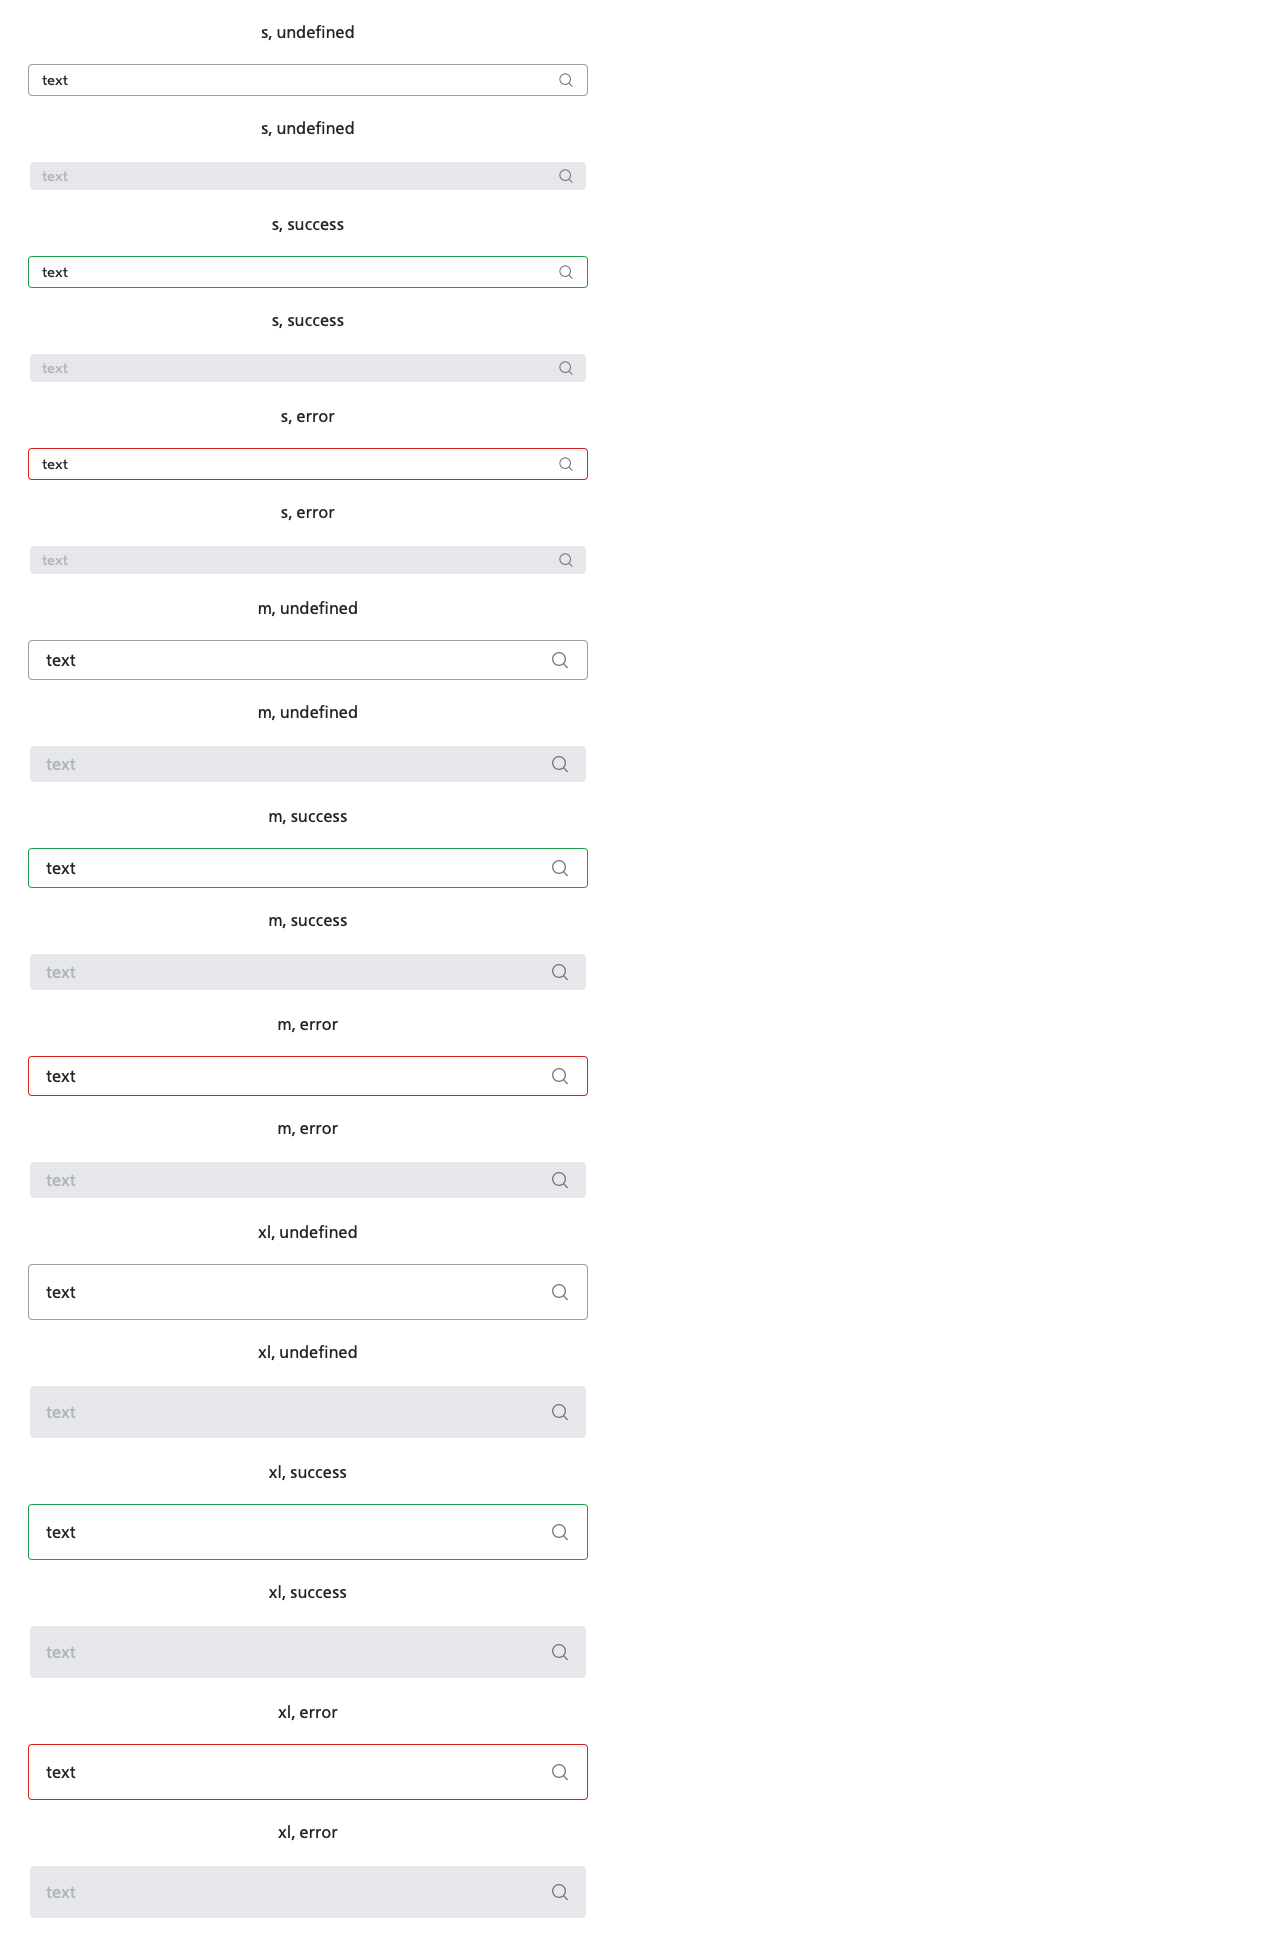 s, undefined
text
s, undefined
text
s, success
text
s, success
text
s, error
text
s, error
text
m, undefined
text
m, undefined
text
m, success
text
m, success
text
m, error
text
m, error
text
xl, undefined
text
xl, undefined
text
xl, success
text
xl, success
text
xl, error
text
xl, error
text